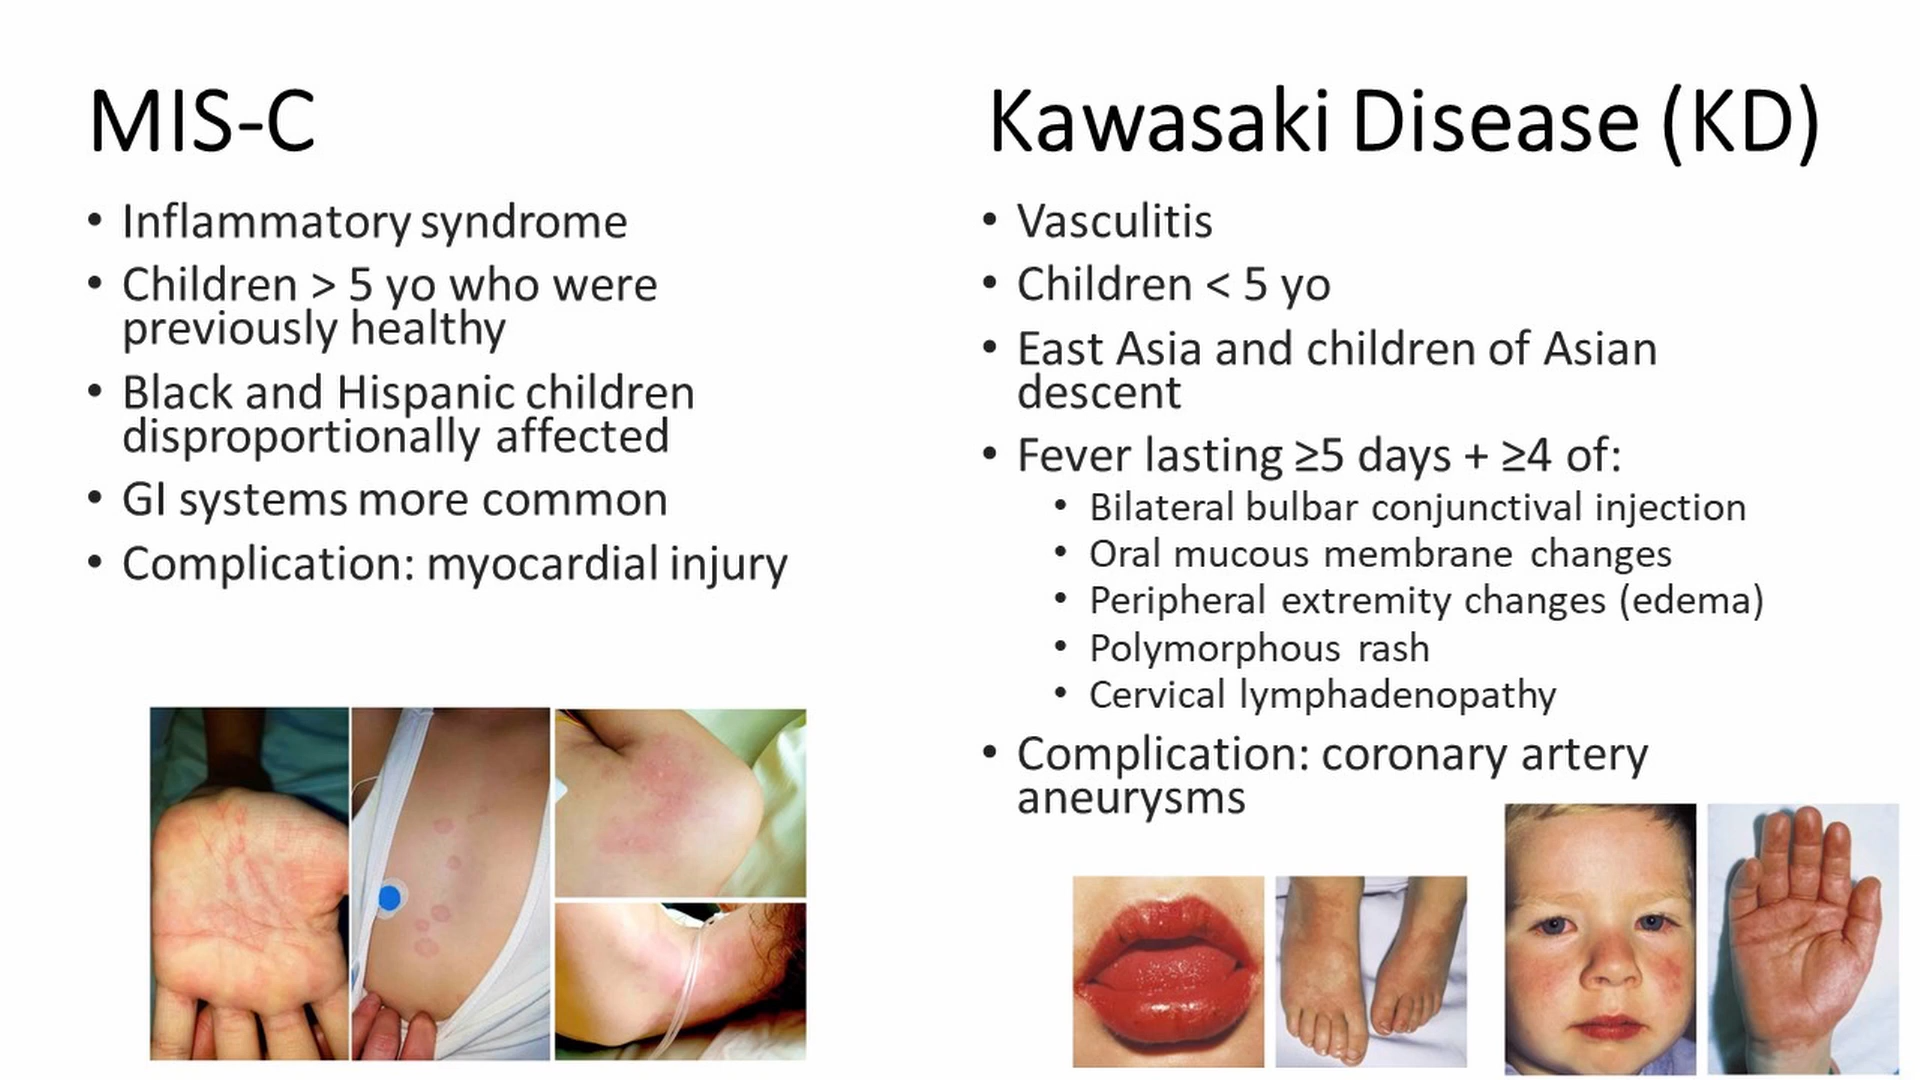 MIS-C
• Inflammatory syndrome
• Children > 5 yo who were
previously healthy
• Black and Hispanic children
disproportionally affected
• GI systems more common
• Complication: myocardial injury
Kawasaki Disease (KD)
• Vasculitis
• Children < 5 yo
• East Asia and children of Asian
descent
• Fever lasting ≥5 days + ≥4 of:
• Bilateral bulbar conjunctival injection
• Oral mucous membrane changes
• Peripheral extremity changes (edema)
• Polymorphous rash
• Cervical lymphadenopathy
• Complication: coronary artery
aneurysms